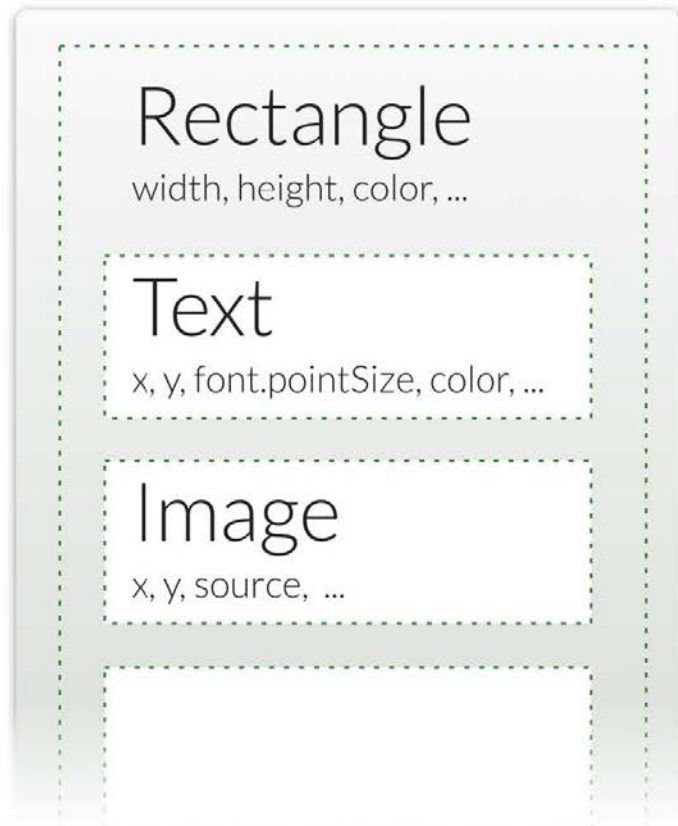 Rectangle
width, height, color, ...
Text
x, y, font.pointSize, color, ...
Image
x, y, source,  ...